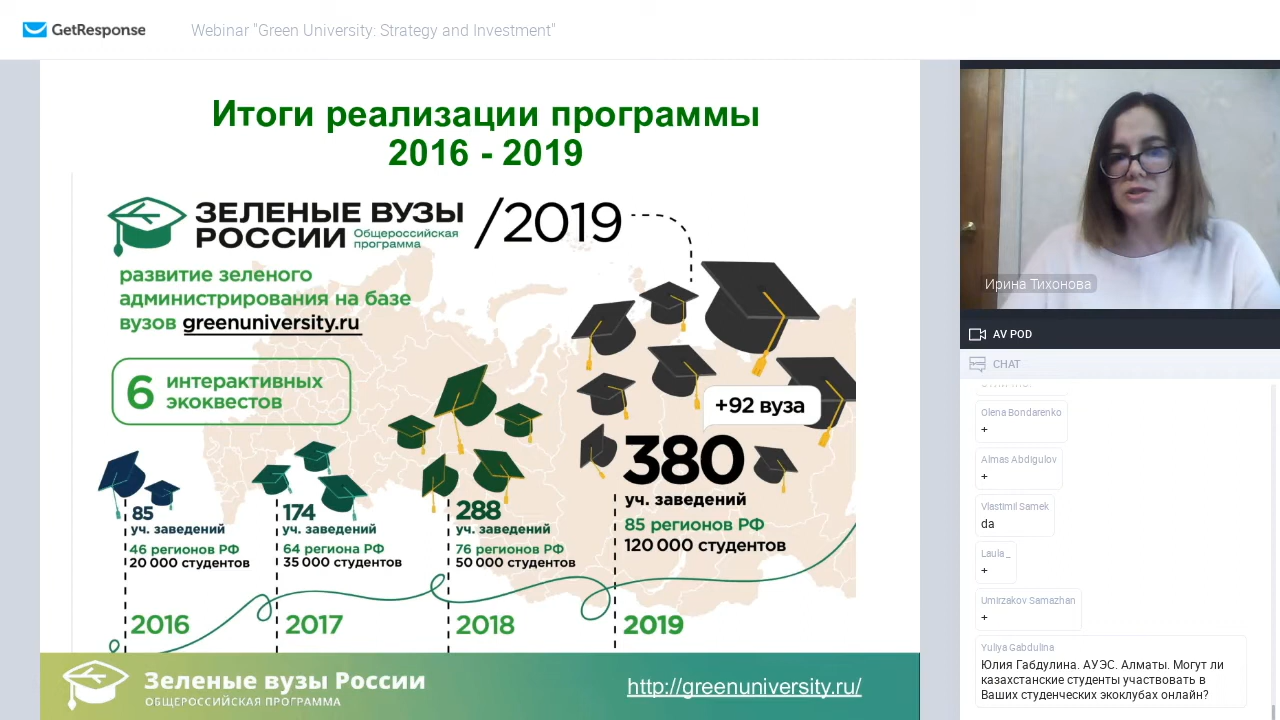 GetResponse
Webinar "Green University: Strategy and Investment"
Итоги реализации программы
2016 - 2019
ЗЕЛЕНЫЕ ВУЗЫ
РОССИИ
Общероссийская
программа
/2019
развитие зеленого
администрирования на базе
вузов greenuniversity.ru
6 интерактивных
экоквестов
+92 вуза
85
уч. заведений
46 регионов РФ
20 000 студентов
174
уч. заведений
64 региона РФ
35 000 студентов
288
уч. заведений
76 регионов РФ
50 000 студентов
380
уч. заведений
85 регионов РФ
120 000 студентов
2016
2017
2018
2019
Зеленые вузы России
ОБЩЕРОССИЙСКАЯ ПРОГРАММА
http://greenuniversity.ru/
Ирина Тихонова
AV POD
CHAT
Olena Bondarenko
+
Almas Abdigulov
+
Vlastimil Samek
da
Laula _
+
Umirzakov Samazhan
+
Yuliya Gabdulina
Юлия Габдулина. АУЭС. Алматы. Могут ли
казахстанские студенты участвовать в
Ваших студенческих экоклубах онлайн?